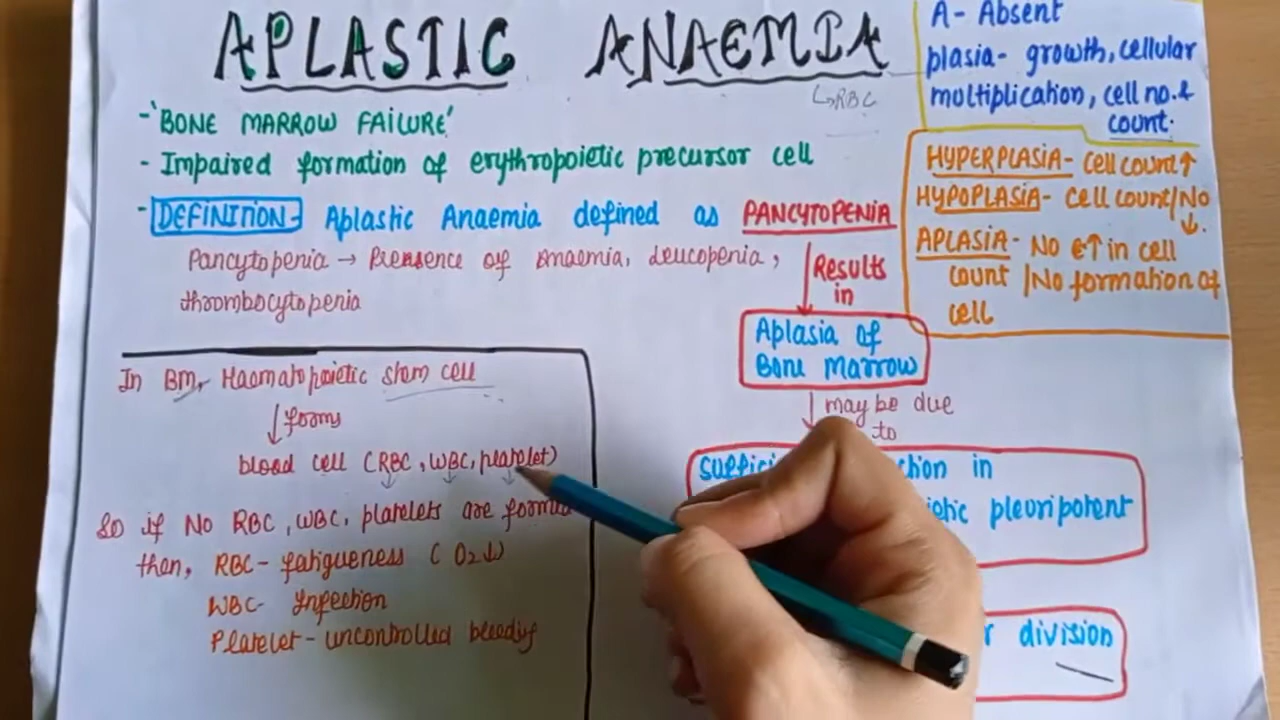 APLASTIC ANAEMIA
↳RBC
- 'BONE MARROW FAILURE'
- Impaired formation of erythropoietic precursor cell
- DEFINITION- Aplastic Anaemia defined as PANCYTOPENIA
Pancytopenia → Presense of anaemia, leucopenia,
thrombocytopenia
Results
in
Aplasia of
Bone Marrow
may be due
to
in
pleuripotent
division
A- Absent
plasia- growth, cellular
multiplication, cell no. &
count.
HYPERPLASIA- cell count↑
HYPOPLASIA- cell count/No
↓.
APLASIA- No ↑ in cell
count /No formation of
cell
In BM, Haematopoietic stem cell
↓ forms
blood cell (RBC, WBC, platelet)
So if No RBC, WBC, platelets are
then, RBC- fatigueness ( O2↓)
WBC- Infection
Platelet- uncontrolled bleeding